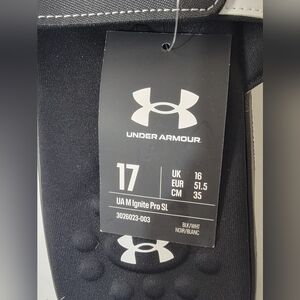 UNDER ARMOUR
17
UK 16
EUR 51.5
CM 35
UA M Ignite Pro SL
3026023-003
BLK/WHT
NOIR/BLANC